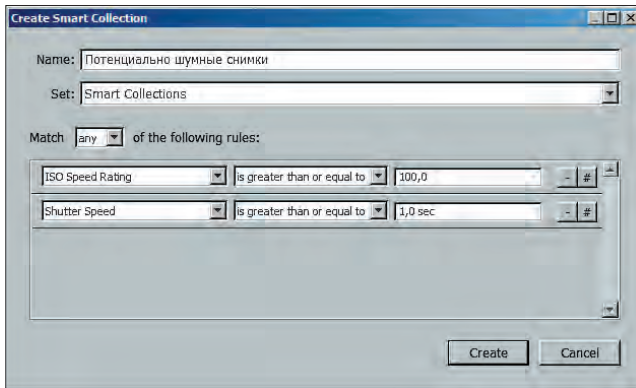 Create Smart Collection
Name: Потенциально шумные снимки
Set: Smart Collections
Match any of the following rules:
ISO Speed Rating is greater than or equal to 100,0 - #
Shutter Speed is greater than or equal to 1,0 sec - #
Create Cancel